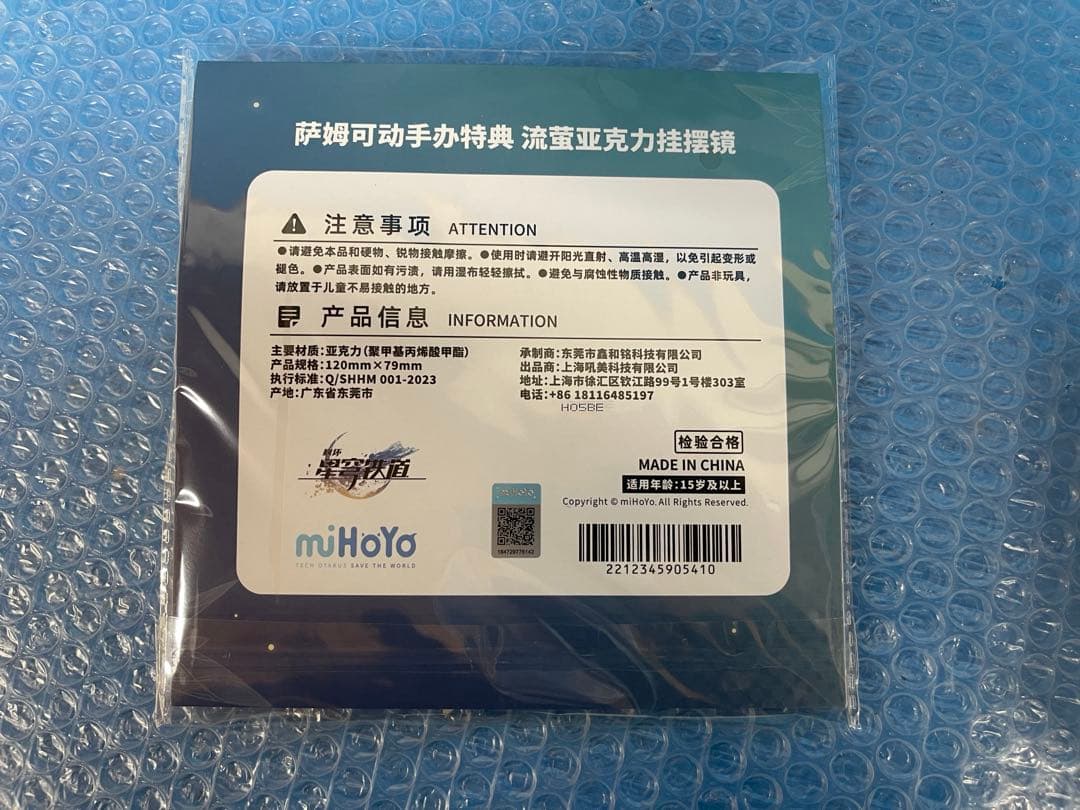 萨姆可动手办特典 流萤亚克力挂摆镜
注意事项 ATTENTION
●请避免本品和硬物、锐物接触摩擦。●使用时请避开阳光直射、高温高湿，以免引起变形或
褪色。●产品表面如有污渍，请用湿布轻轻擦拭。●避免与腐蚀性物质接触。●产品非玩具，
请放置于儿童不易接触的地方。
产品信息 INFORMATION
主要材质：亚克力（聚甲基丙烯酸甲酯）
产品规格：120mm×79mm
执行标准：Q/SHHM 001-2023
产地：广东省东莞市
承制商：东莞市鑫和铭科技有限公司
出品商：上海吼美科技有限公司
地址：上海市徐汇区钦江路99号1号楼303室
电话：+86 18116485197
H05BE
崩坏
星穹铁道
miHoYo
TECH OTAKUS SAVE THE WORLD
miHoYo
检验合格
MADE IN CHINA
适用年龄：15岁及以上
Copyright © miHoYo. All Rights Reserved.
2212345905410